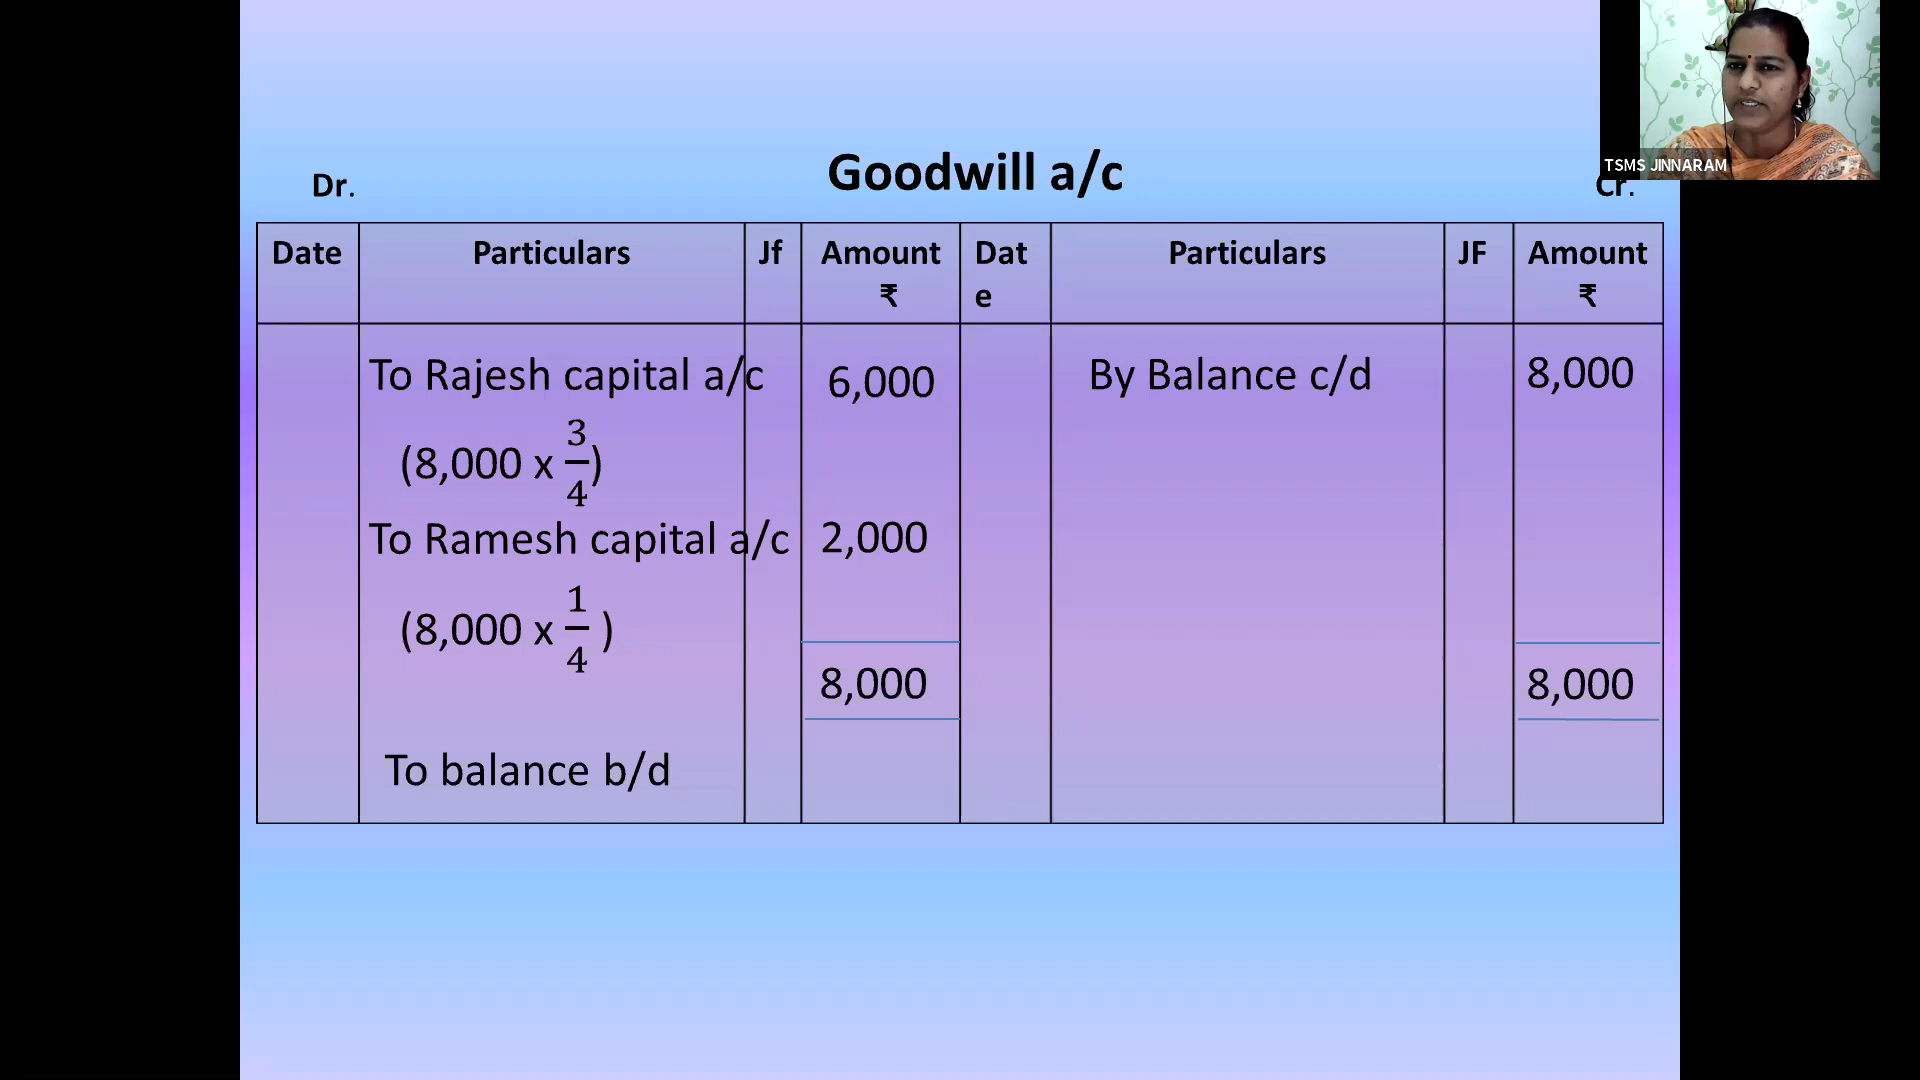 TSMS JINNARAM
Goodwill a/c
Dr.
Cr.
Date Particulars Jf Amount ₹ Dat e Particulars JF Amount ₹
To Rajesh capital a/c 6,000 By Balance c/d 8,000
(8,000 x 3/4)
To Ramesh capital a/c 2,000
(8,000 x 1/4 )
8,000 8,000
To balance b/d